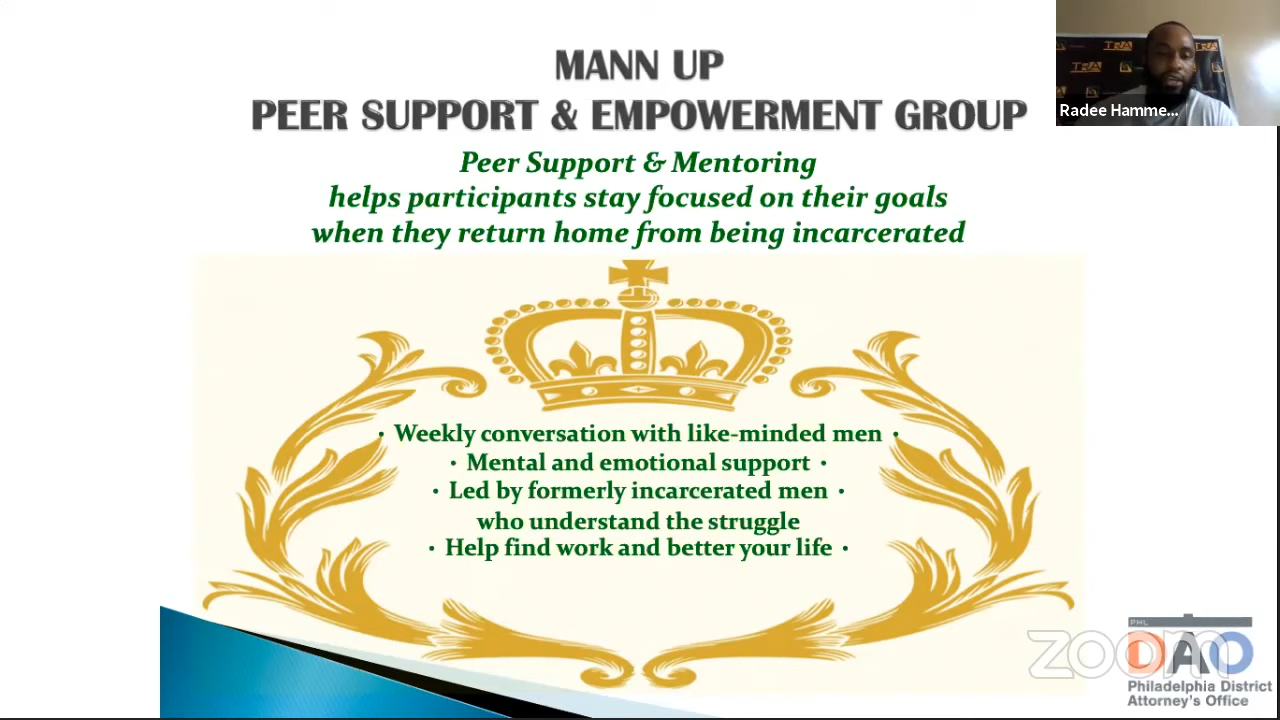 MANN UP
PEER SUPPORT & EMPOWERMENT GROUP
Peer Support & Mentoring
helps participants stay focused on their goals
when they return home from being incarcerated
· Weekly conversation with like-minded men ·
· Mental and emotional support ·
· Led by formerly incarcerated men ·
who understand the struggle
· Help find work and better your life ·
Radee Hamme...
TRA
TRA
TRA
PHL
DAO
zoom
Philadelphia District
Attorney's Office